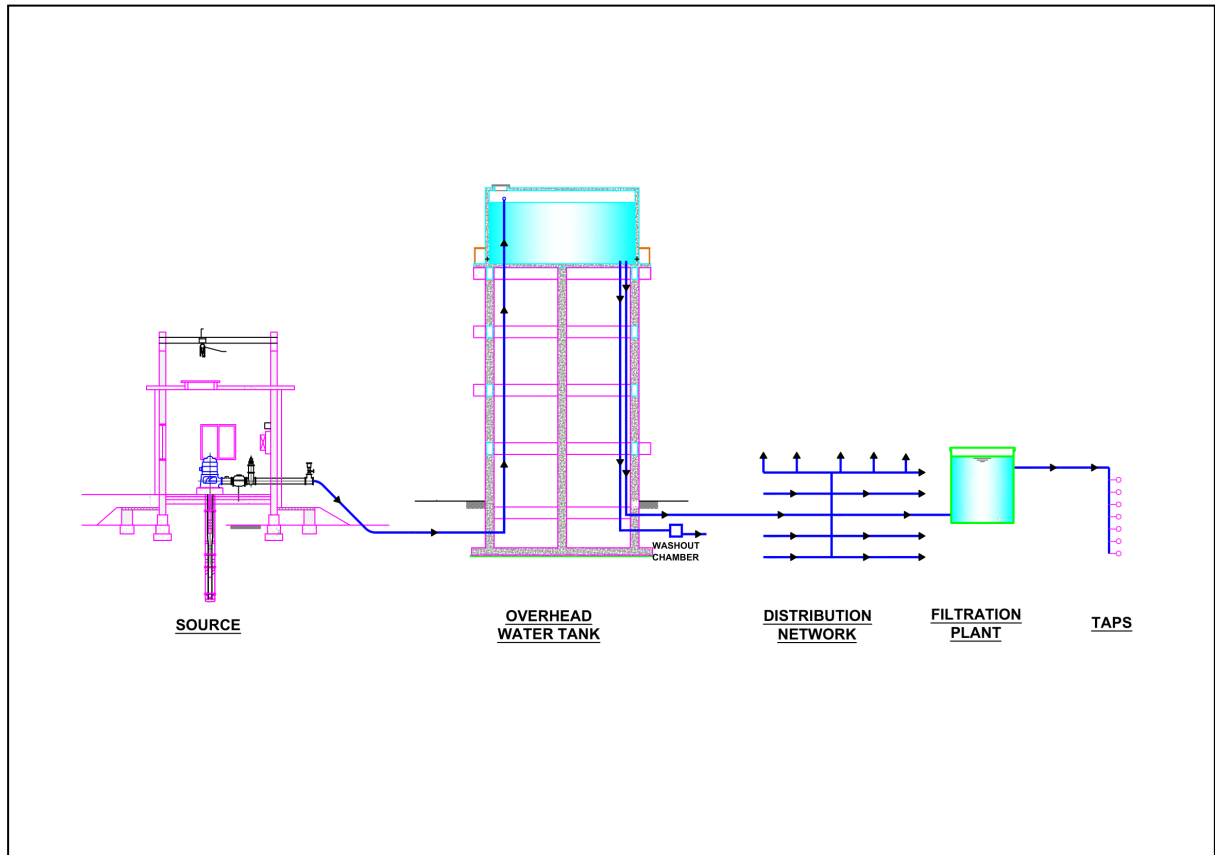 WASHOUT
CHAMBER
SOURCE
OVERHEAD
WATER TANK
DISTRIBUTION
NETWORK
FILTRATION
PLANT
TAPS